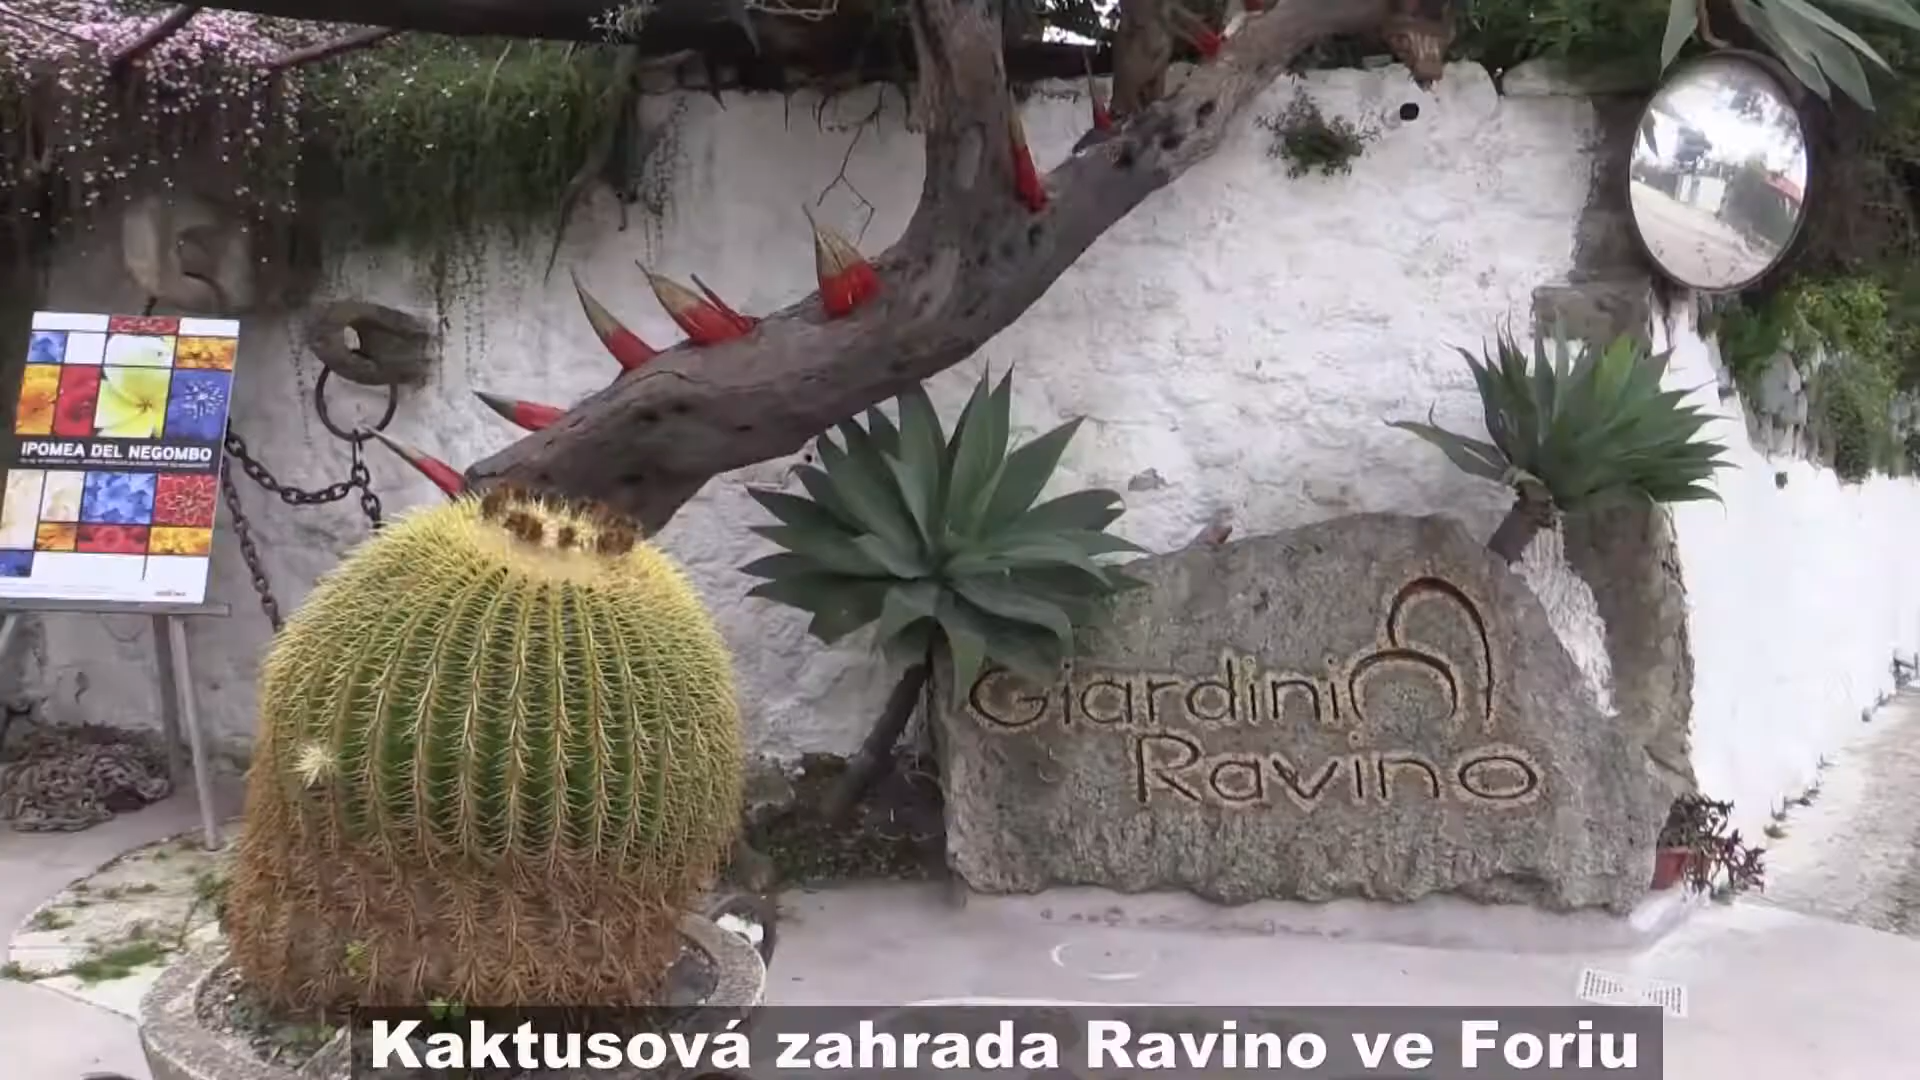 IPOMEA DEL NEGOMBO
Giardini
Ravino
Kaktusová zahrada Ravino ve Foriu